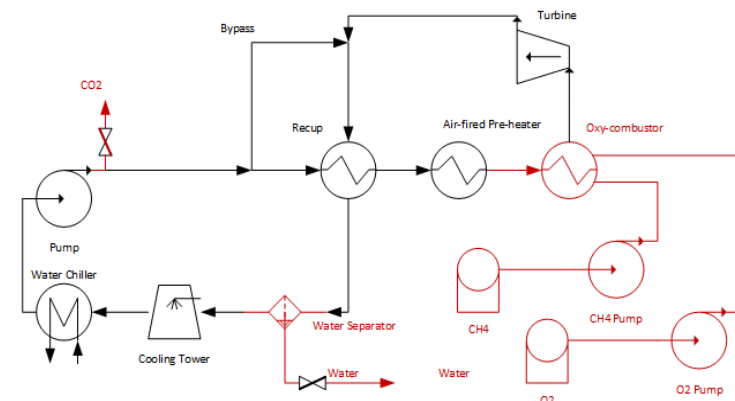 Turbine
Bypass
CO2
Recup
Air-fired Pre-heater
Oxy-combustor
Pump
Water Chiller
Cooling Tower
Water Separator
CH4
CH4 Pump
Water
Water
O2
O2 Pump